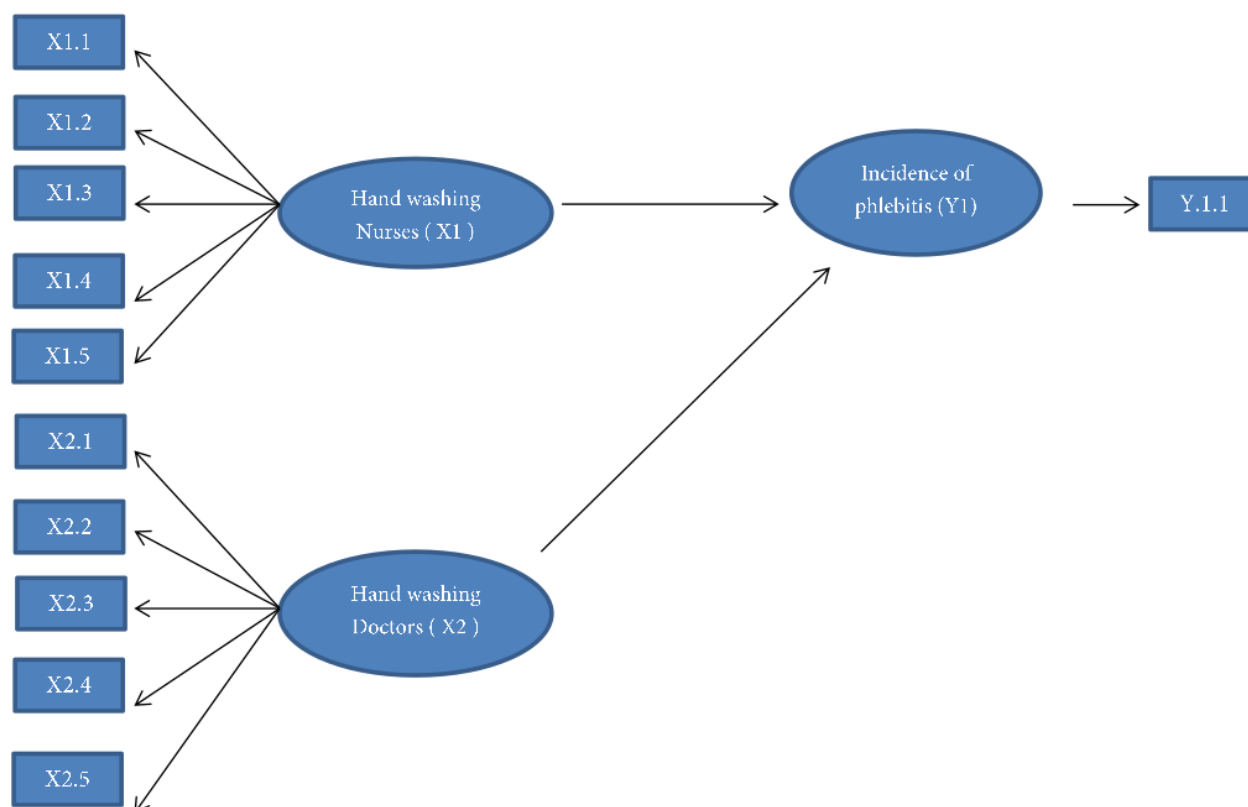 X1.1
X1.2
X1.3
X1.4
X1.5
Hand washing
Nurses ( X1 )
Incidence of
phlebitis (Y1)
Y.1.1
X2.1
X2.2
X2.3
X2.4
X2.5
Hand washing
Doctors ( X2 )